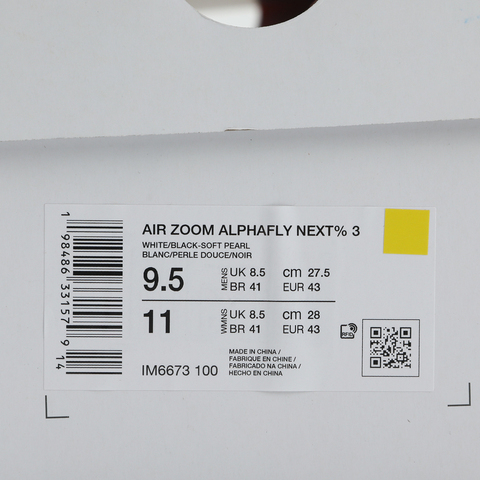 AIR ZOOM ALPHAFLY NEXT% 3
WHITE/BLACK-SOFT PEARL
BLANC/PERLE DOUCE/NOIR
9.5 MENS UK 8.5 cm 27.5
BR 41 EUR 43
11 WMNS UK 8.5 cm 28
BR 41 EUR 43
RFID
IM6673 100
MADE IN CHINA /
FABRIQUE EN CHINE /
FABRICADO NA CHINA /
HECHO EN CHINA
1 98486 33157 9 14